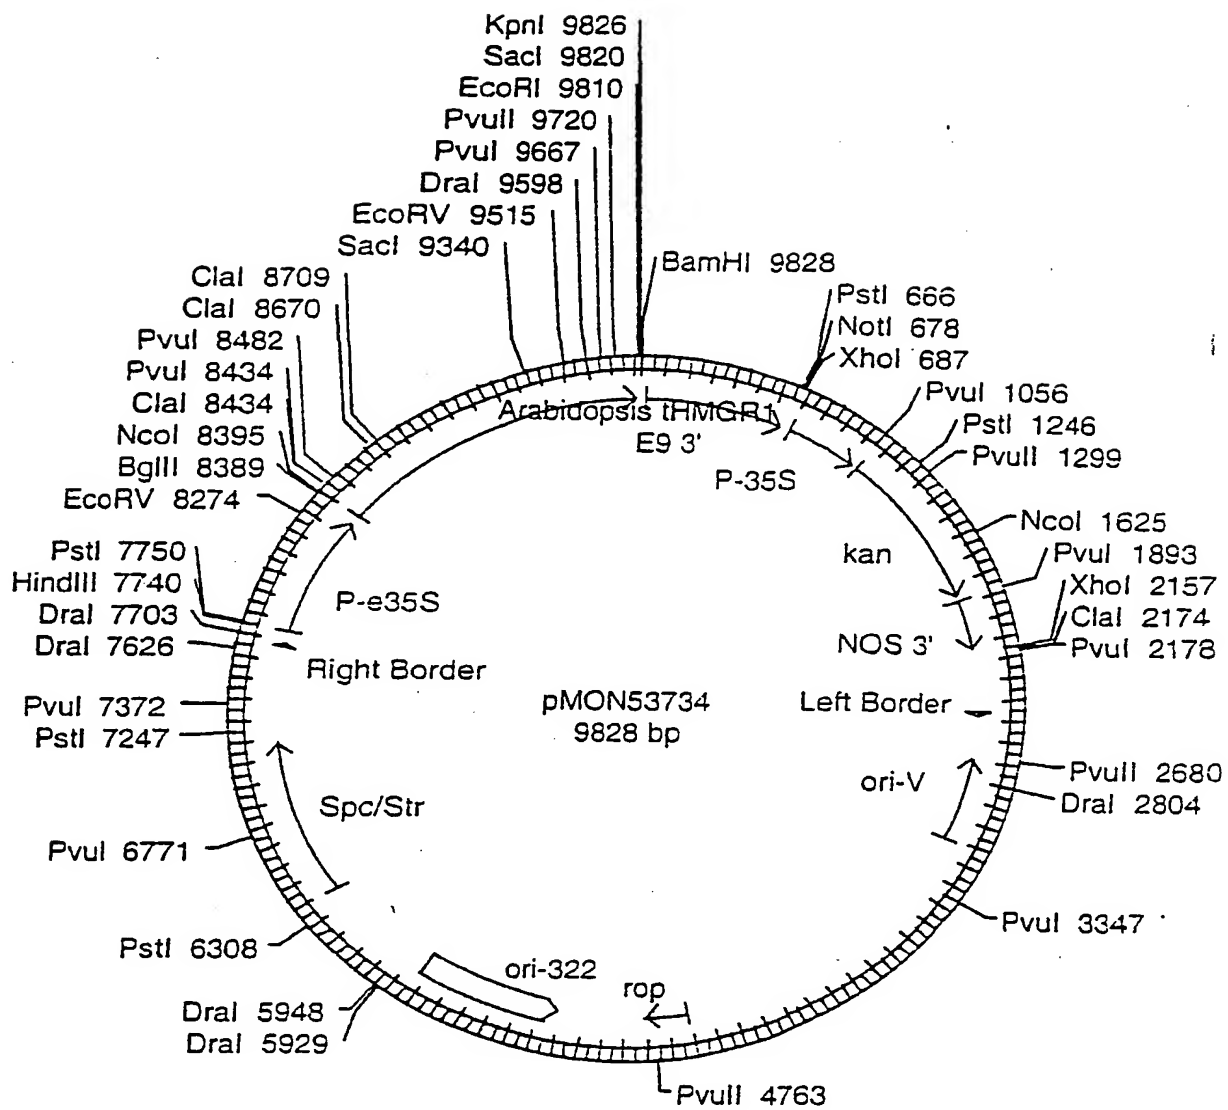 KpnI 9826
SacI 9820
EcoRI 9810
PvuII 9720
PvuI 9667
DraI 9598
EcoRV 9515
SacI 9340
ClaI 8709
ClaI 8670
PvuI 8482
PvuI 8434
ClaI 8434
NcoI 8395
BglII 8389
EcoRV 8274
PstI 7750
HindIII 7740
DraI 7703
DraI 7626
PvuI 7372
PstI 7247
PvuI 6771
PstI 6308
DraI 5948
DraI 5929
BamHI 9828
PstI 666
NotI 678
XhoI 687
PvuI 1056
PstI 1246
PvuII 1299
NcoI 1625
PvuI 1893
XhoI 2157
ClaI 2174
PvuI 2178
PvuII 2680
DraI 2804
PvuI 3347
PvuII 4763
Arabidopsis tHMGR1
E9 3'
P-35S
kan
NOS 3'
Left Border
ori-V
rop
ori-322
Spc/Str
Right Border
P-e35S
pMON53734
9828 bp